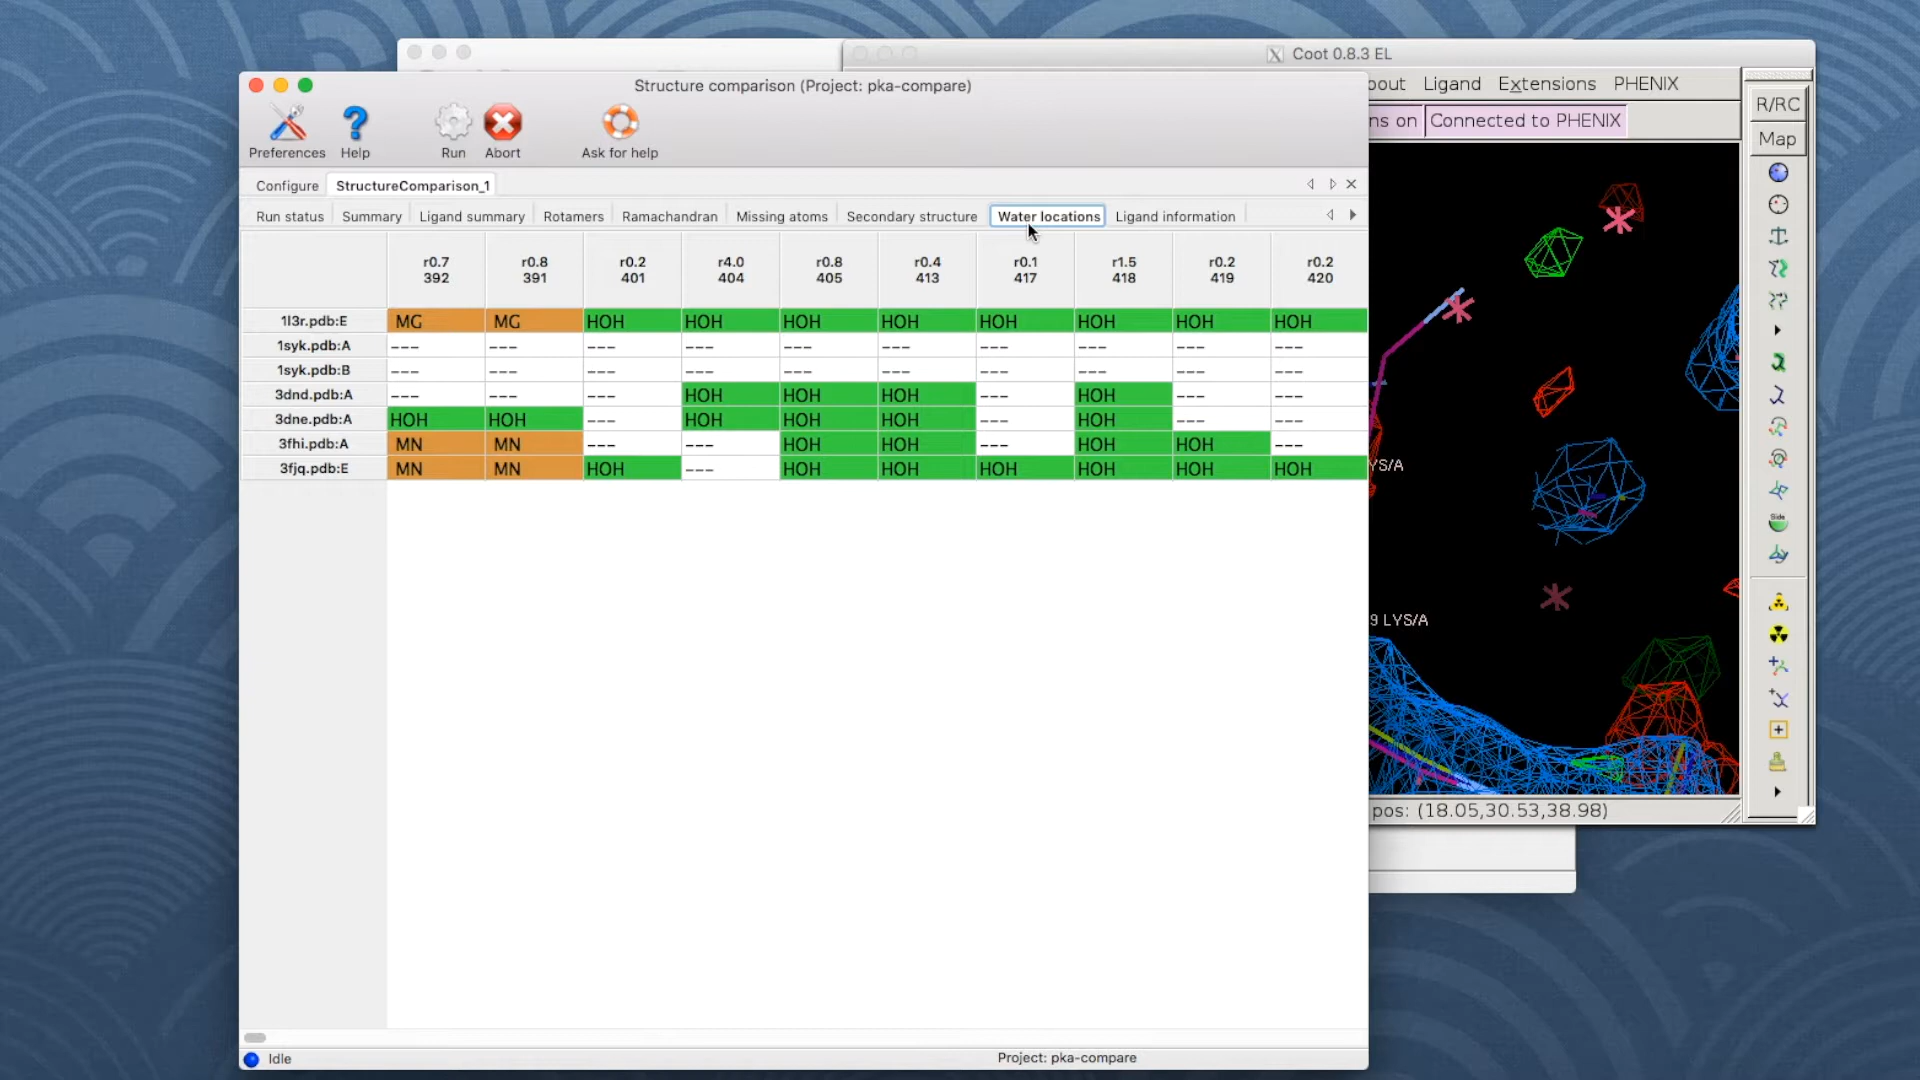 Coot 0.8.3 EL
Structure comparison (Project: pka-compare)
Ligand Extensions PHENIX
R/RC
Connected to PHENIX
Map
Preferences Help Run Abort Ask for help
Configure StructureComparison_1
Run status Summary Ligand summary Rotamers Ramachandran Missing atoms Secondary structure Water locations Ligand information
r0.7 r0.8 r0.2 r4.0 r0.8 r0.4 r0.1 r1.5 r0.2 r0.2
392 391 401 404 405 413 417 418 419 420
1l3r.pdb:E MG MG HOH HOH HOH HOH HOH HOH HOH HOH
1syk.pdb:A --- --- --- --- --- --- --- --- --- ---
1syk.pdb:B --- --- --- --- --- --- --- --- --- ---
3dnd.pdb:A --- --- --- HOH HOH HOH --- HOH --- ---
3dne.pdb:A HOH HOH --- HOH HOH HOH --- HOH --- ---
3fhi.pdb:A MN MN --- --- HOH HOH --- HOH HOH ---
3fjq.pdb:E MN MN HOH --- HOH HOH HOH HOH HOH HOH
YS/A
Side
9 LYS/A
pos: (18.05,30.53,38.98)
Idle Project: pka-compare